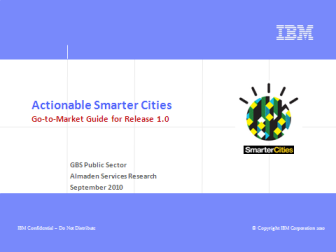 IBM
Actionable Smarter Cities
Go-to-Market Guide for Release 1.0
SmarterCities
GBS Public Sector
Almaden Services Research
September 2010
IBM Confidential – Do Not Distribute
© Copyright IBM Corporation 2010